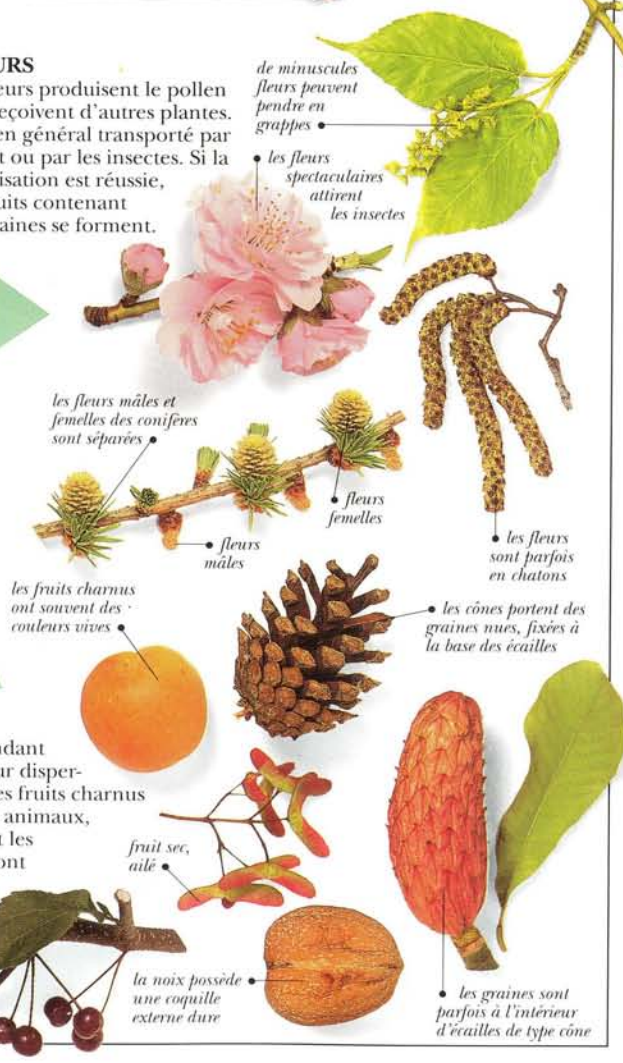 URS
eurs produisent le pollen
eçoivent d'autres plantes.
en général transporté par
t ou par les insectes. Si la
isation est réussie,
uits contenant
aines se forment.
de minuscules
fleurs peuvent
pendre en
grappes
les fleurs
spectaculaires
attirent
les insectes
les fleurs mâles et
femelles des conifères
sont séparées
fleurs
femelles
fleurs
mâles
les fleurs
sont parfois
en chatons
les fruits charnus
ont souvent des
couleurs vives
les cônes portent des
graines nues, fixées à
la base des écailles
ndant
ur disper-
es fruits charnus
animaux,
t les
ont
fruit sec,
ailé
la noix possède
une coquille
externe dure
les graines sont
parfois à l'intérieur
d'écailles de type cône